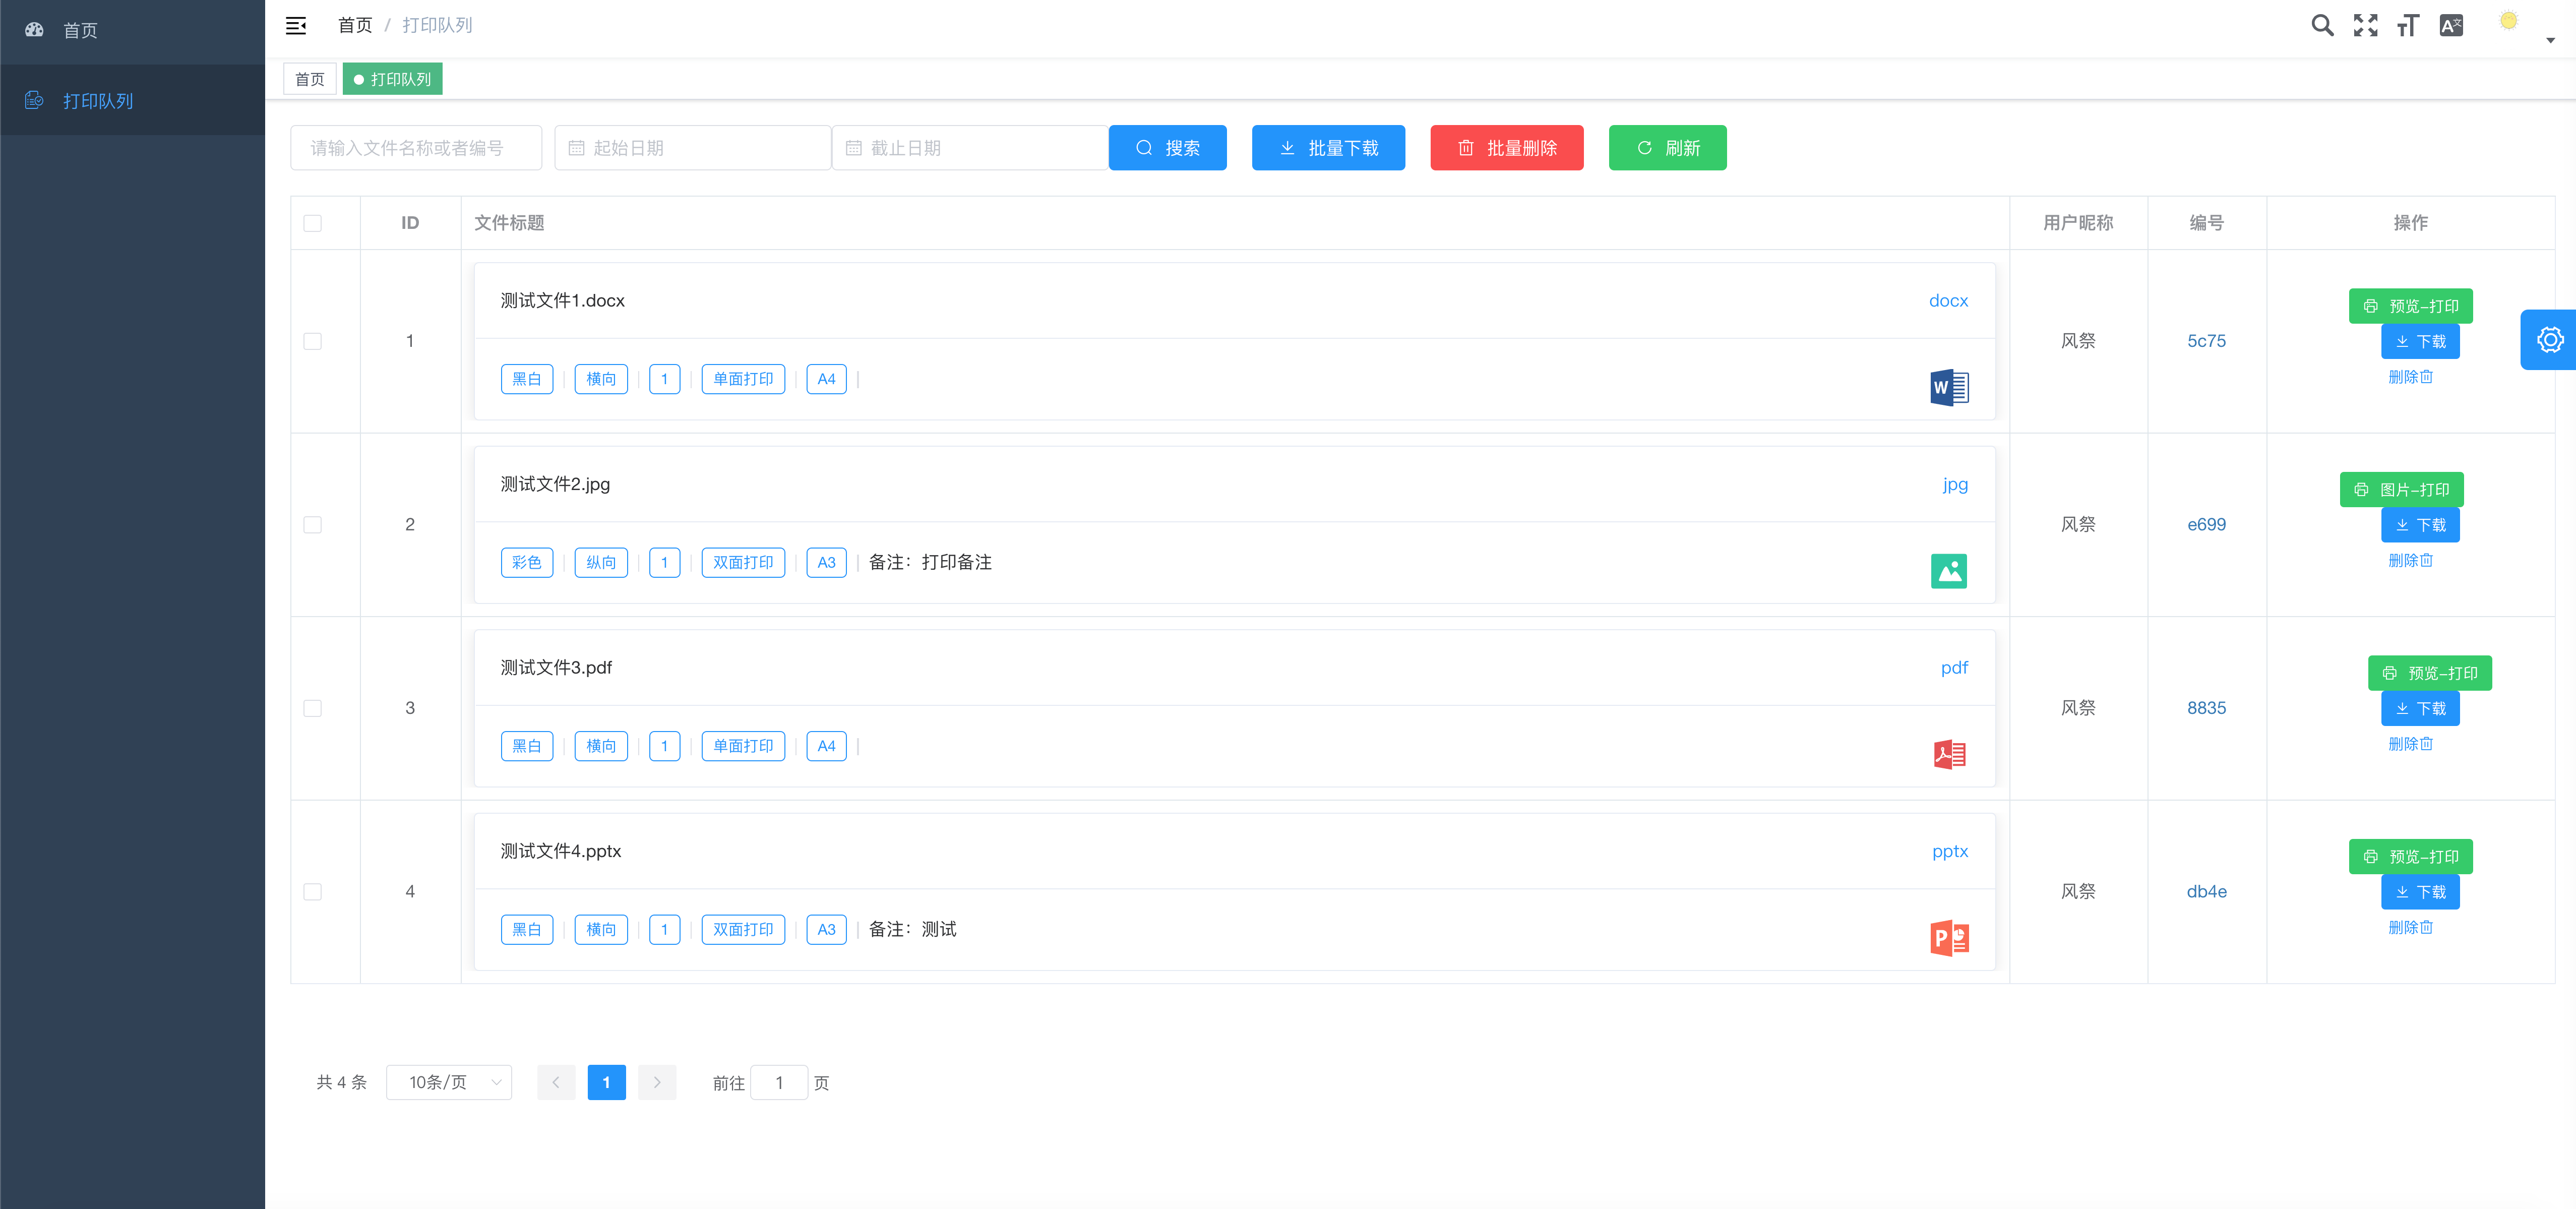 首页
打印队列
首页 / 打印队列
首页
打印队列
请输入文件名称或者编号 起始日期 截止日期 搜索 批量下载 批量删除 刷新
ID 文件标题 用户昵称 编号 操作
测试文件1.docx docx
1 黑白 横向 1 单面打印 A4 风祭 5c75
预览-打印
下载
删除
测试文件2.jpg jpg
2 彩色 纵向 1 双面打印 A3 备注：打印备注 风祭 e699
图片-打印
下载
删除
测试文件3.pdf pdf
3 黑白 横向 1 单面打印 A4 风祭 8835
预览-打印
下载
删除
测试文件4.pptx pptx
4 黑白 横向 1 双面打印 A3 备注：测试 风祭 db4e
预览-打印
下载
删除
共 4 条 10条/页 1 前往 1 页